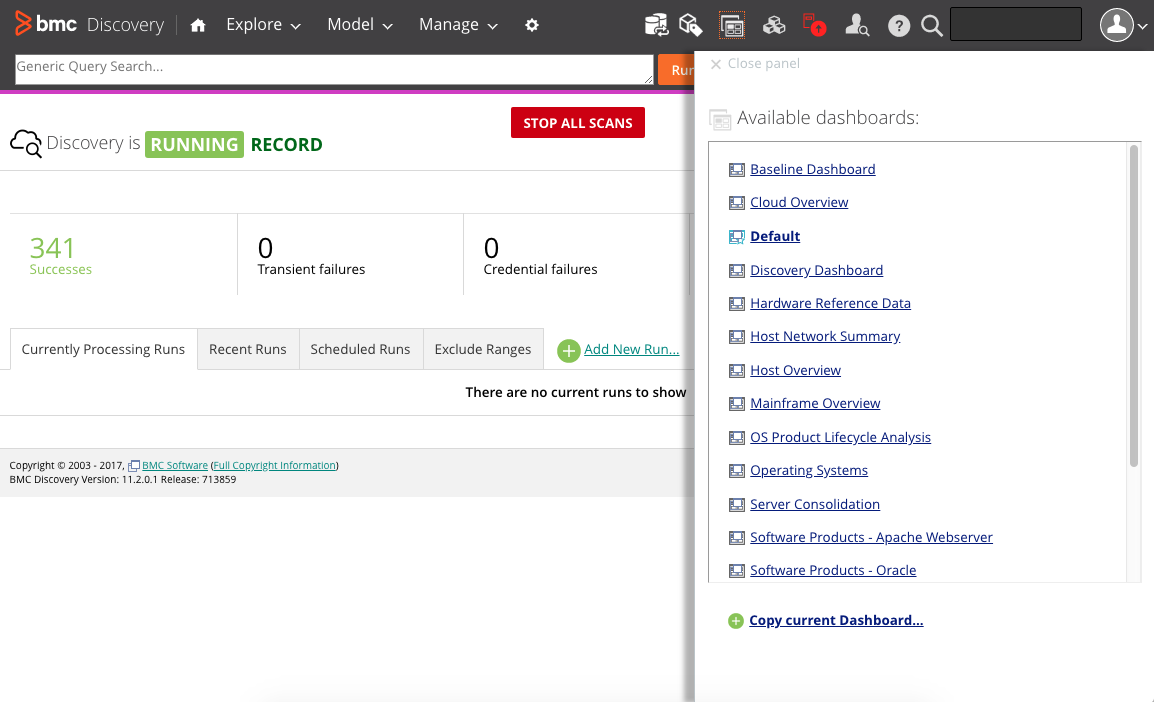 bmc Discovery
Explore
Model
Manage
Generic Query Search...
Run
Close panel
Available dashboards:
Baseline Dashboard
Cloud Overview
Default
Discovery Dashboard
Hardware Reference Data
Host Network Summary
Host Overview
Mainframe Overview
OS Product Lifecycle Analysis
Operating Systems
Server Consolidation
Software Products - Apache Webserver
Software Products - Oracle
Copy current Dashboard...
STOP ALL SCANS
Discovery is RUNNING RECORD
341
Successes
0
Transient failures
0
Credential failures
Currently Processing Runs
Recent Runs
Scheduled Runs
Exclude Ranges
Add New Run...
There are no current runs to show
Copyright © 2003 - 2017, BMC Software (Full Copyright Information)
BMC Discovery Version: 11.2.0.1 Release: 713859